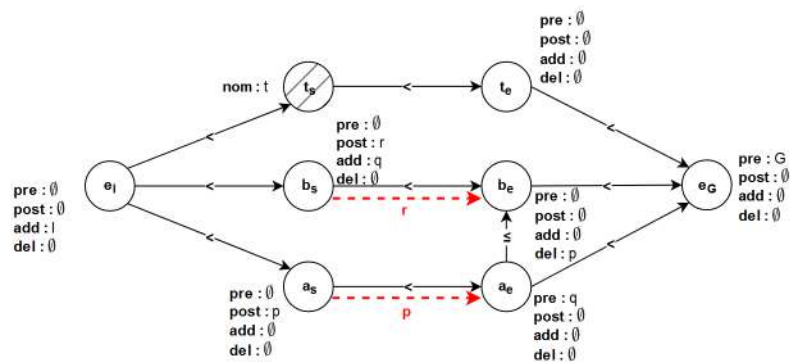 pre : ∅
post : ∅
add : ∅
del : ∅
nom : t
t_s
<
t_e
<
<
pre : ∅
post : r
add : q
del : ∅
e_I
<
b_s
<
b_e
<
e_G
pre : G
post : ∅
add : ∅
del : ∅
pre : ∅
post : ∅
add : I
del : ∅
r
pre : ∅
post : ∅
add : ∅
del : p
≤
<
<
a_s
<
a_e
p
pre : ∅
post : p
add : ∅
del : ∅
pre : q
post : ∅
add : ∅
del : ∅